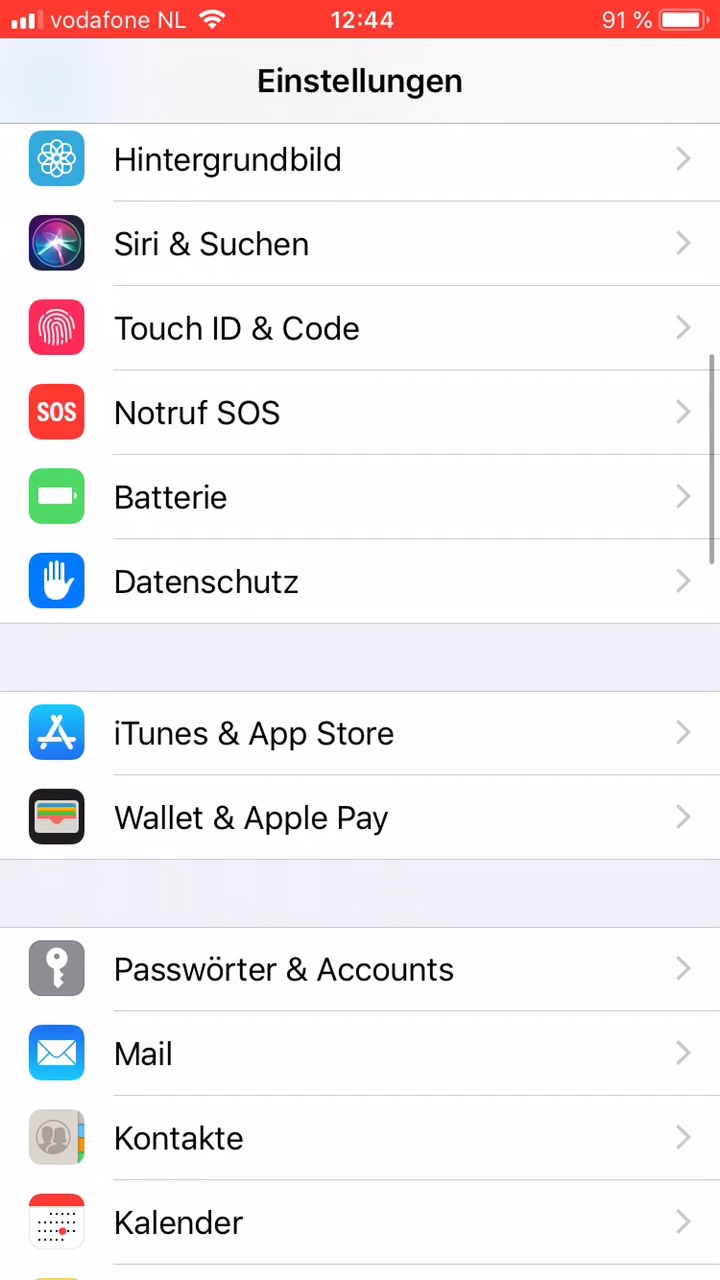 vodafone NL 12:44 91 %
Einstellungen
Hintergrundbild
Siri & Suchen
Touch ID & Code
SOS Notruf SOS
Batterie
Datenschutz
iTunes & App Store
Wallet & Apple Pay
Passwörter & Accounts
Mail
Kontakte
Kalender